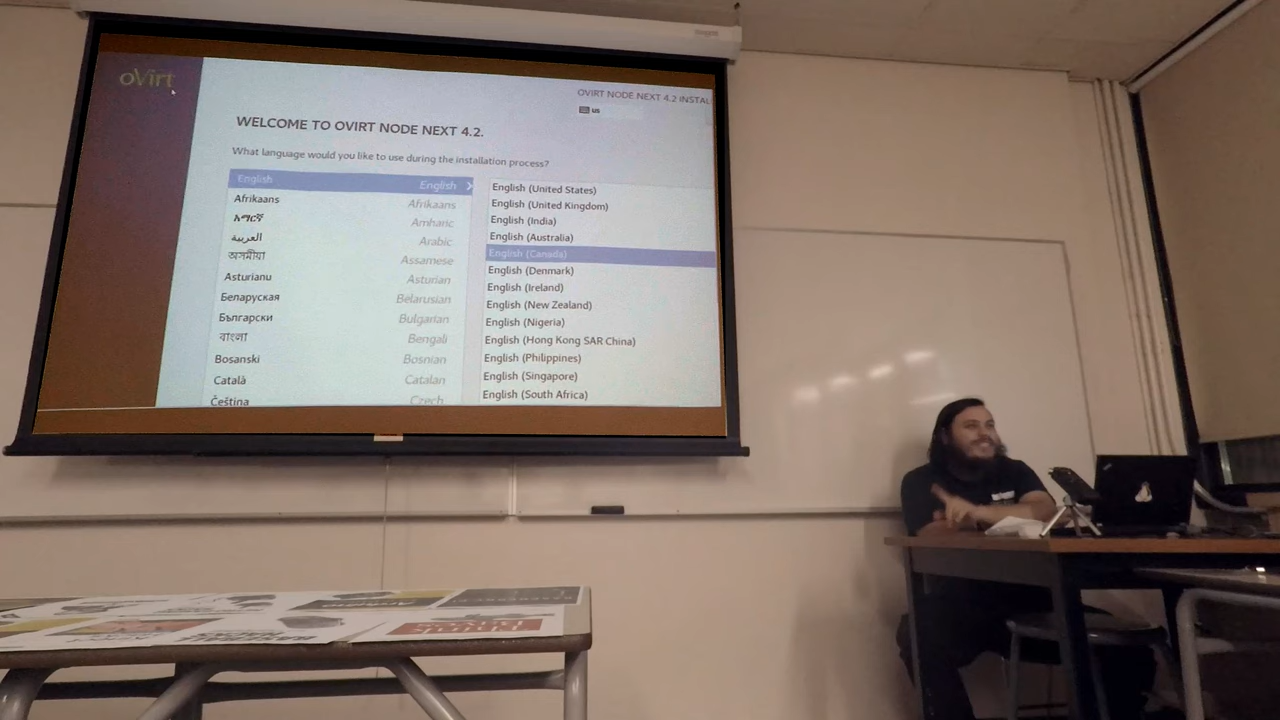 oVirt
OVIRT NODE NEXT 4.2 INSTAL
us
WELCOME TO OVIRT NODE NEXT 4.2.
What language would you like to use during the installation process?
English English
Afrikaans Afrikaans
አማርኛ Amharic
العربية Arabic
অসমীয়া Assamese
Asturianu Asturian
Беларуская Belarusian
Български Bulgarian
বাংলা Bengali
Bosanski Bosnian
Català Catalan
Čeština Czech
English (United States)
English (United Kingdom)
English (India)
English (Australia)
English (Canada)
English (Denmark)
English (Ireland)
English (New Zealand)
English (Nigeria)
English (Hong Kong SAR China)
English (Philippines)
English (Singapore)
English (South Africa)